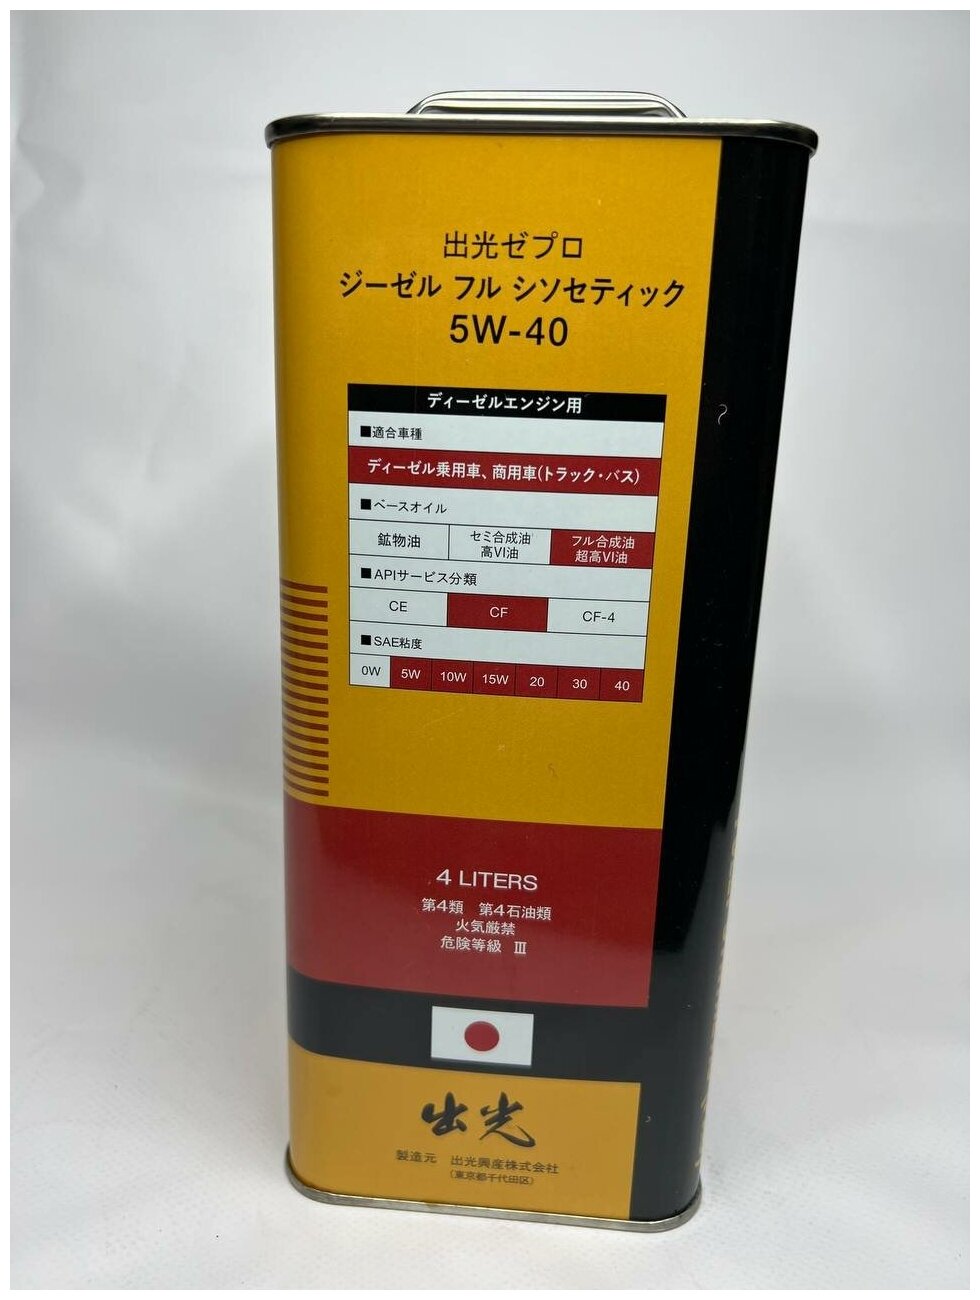 出光ゼプロ
ジーゼル フル シソセティック
5W-40
ディーゼルエンジン用
■適合車種
ディーゼル乗用車、商用車(トラック・バス)
■ベースオイル
鉱物油 セミ合成油 高VI油 フル合成油 超高VI油
■APIサービス分類
CE CF CF-4
■SAE粘度
0W 5W 10W 15W 20 30 40
4 LITERS
第4類 第4石油類
火気厳禁
危険等級 Ⅲ
出光
製造元 出光興産株式会社
(東京都千代田区)